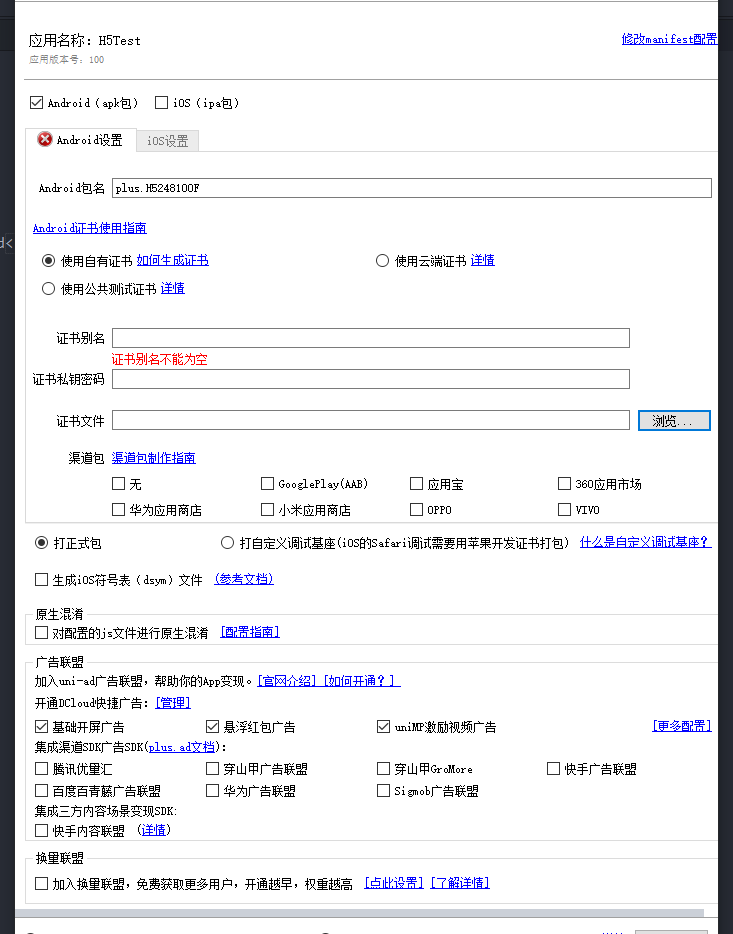 应用名称：H5Test 修改manifest配置
应用版本号：100
Android（apk包） iOS（ipa包）
Android设置 iOS设置
Android包名 plus.H5248100F
Android证书使用指南
使用自有证书 如何生成证书 使用云端证书 详情
使用公共测试证书 详情
证书别名
证书别名不能为空
证书私钥密码
证书文件 浏览...
渠道包 渠道包制作指南
无 GooglePlay(AAB) 应用宝 360应用市场
华为应用商店 小米应用商店 OPPO VIVO
打正式包 打自定义调试基座(iOS的Safari调试需要用苹果开发证书打包) 什么是自定义调试基座？
生成iOS符号表（dsym）文件 (参考文档)
原生混淆
对配置的js文件进行原生混淆 [配置指南]
广告联盟
加入uni-ad广告联盟，帮助你的App变现。[官网介绍] [如何开通？]
开通DCloud快捷广告：[管理]
基础开屏广告 悬浮红包广告 uniMP激励视频广告 [更多配置]
集成渠道SDK广告SDK(plus.ad文档)：
腾讯优量汇 穿山甲广告联盟 穿山甲GroMore 快手广告联盟
百度百青藤广告联盟 华为广告联盟 Sigmob广告联盟
集成三方内容场景变现SDK:
快手内容联盟 （详情）
换量联盟
加入换量联盟，免费获取更多用户，开通越早，权重越高 [点此设置] [了解详情]